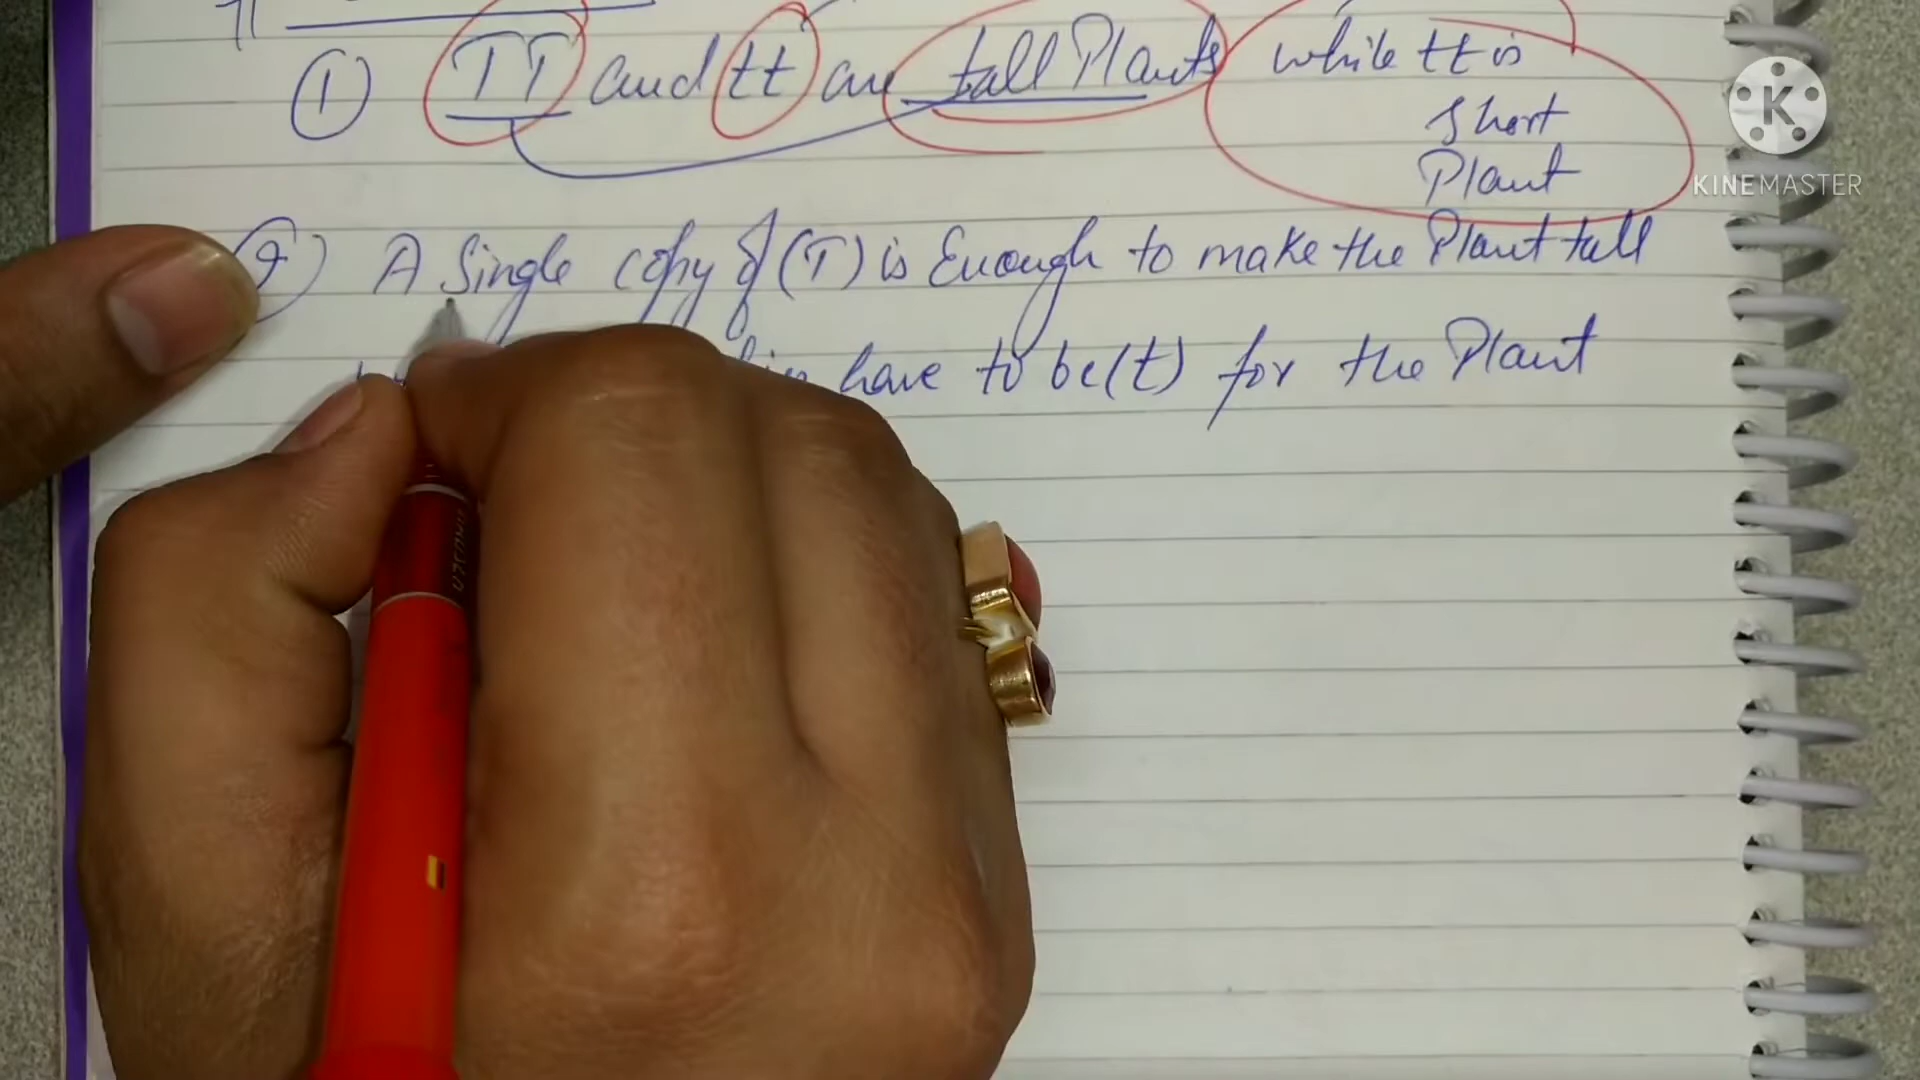 ① TT and tt are tall Plants while tt is
short
Plant
② A Single copy of (T) is Enough to make the Plant tall
have to be (t) for the Plant
K
KINEMASTER